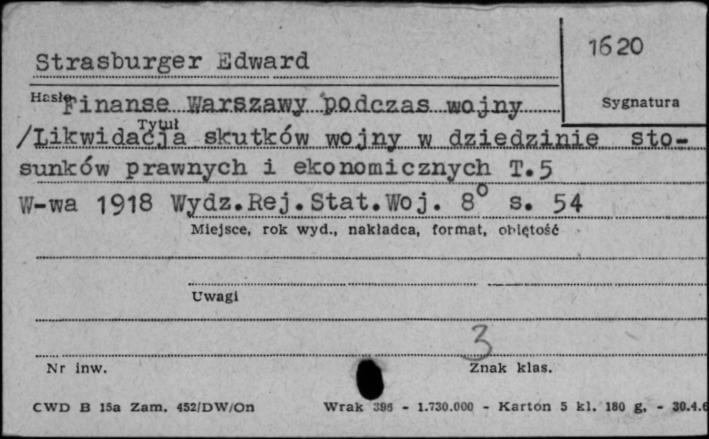 Strasburger Edward
1620
Hasło
Sygnatura
Finanse Warszawy podczas wojny
Tytuł
/Likwidacja skutków wojny w dziedzinie sto-
sunków prawnych i ekonomicznych T.5
W-wa 1918 Wydz.Rej.Stat.Woj. 8° s. 54
Miejsce, rok wyd., nakładca, format, objętość
Uwagi
3
Nr inw.
Znak klas.
CWD B 15a Zam. 452/DW/On
Wrak 396 - 1.730.000 - Karton 5 kl. 180 g. - 30.4.6